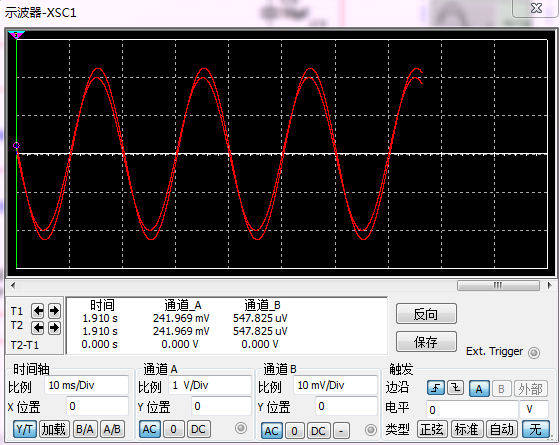 示波器-XSC1
T1
T2
T2-T1
时间 通道_A 通道_B
1.910 s 241.969 mV 547.825 uV
1.910 s 241.969 mV 547.825 uV
0.000 s 0.000 V 0.000 V
反向
保存
Ext. Trigger
时间轴
比例 10 ms/Div
X 位置 0
Y/T 加载 B/A A/B
通道 A
比例 1 V/Div
Y 位置 0
AC 0 DC
通道 B
比例 10 mV/Div
Y 位置 0
AC 0 DC -
触发
边沿 A B 外部
电平 0 V
类型 正弦 标准 自动 无